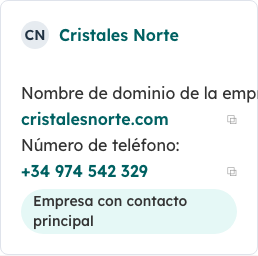 CN Cristales Norte
Nombre de dominio de la empr
cristalesnorte.com
Número de teléfono:
+34 974 542 329
Empresa con contacto
principal